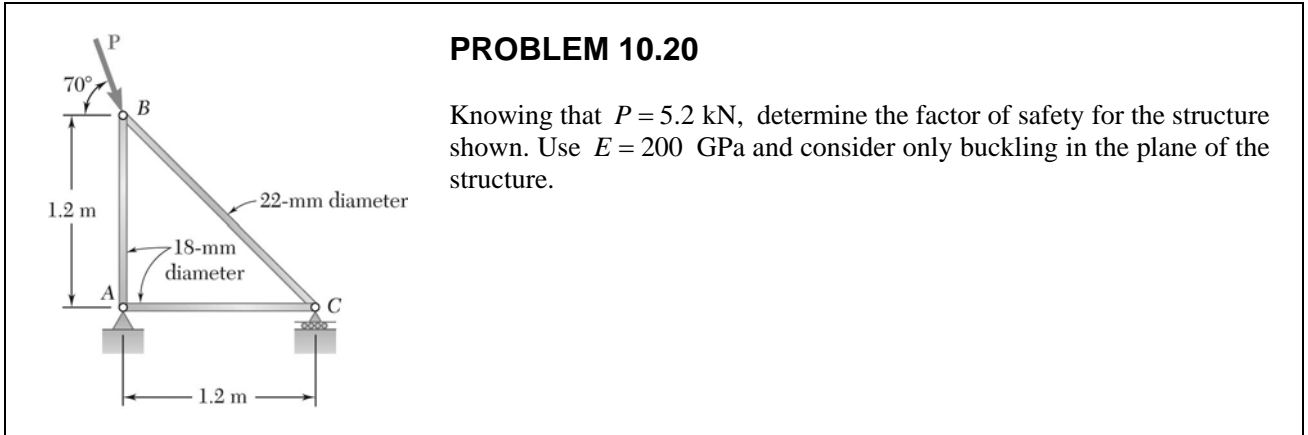 PROBLEM 10.20
Knowing that P = 5.2 kN, determine the factor of safety for the structure
shown. Use E = 200 GPa and consider only buckling in the plane of the
structure.
P
70°
B
22-mm diameter
1.2 m
18-mm
diameter
A
C
1.2 m